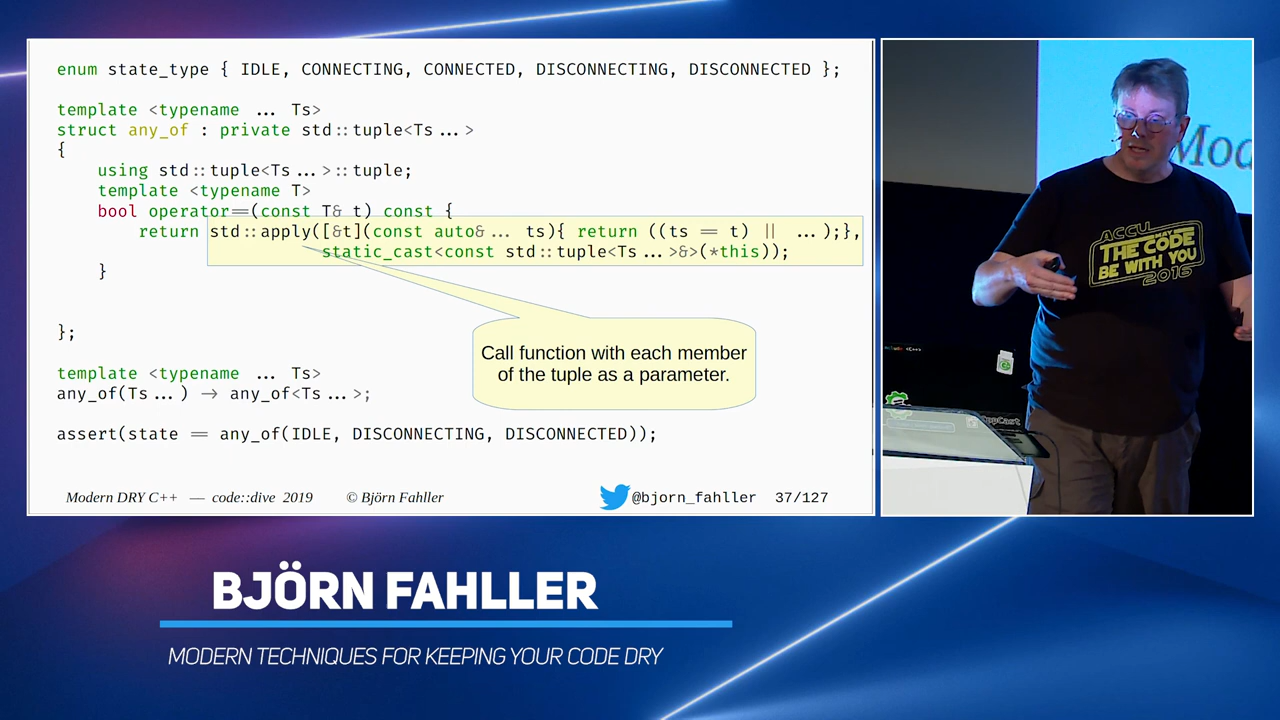 enum state_type { IDLE, CONNECTING, CONNECTED, DISCONNECTING, DISCONNECTED };
template <typename ... Ts>
struct any_of : private std::tuple<Ts...>
{
using std::tuple<Ts...>::tuple;
template <typename T>
bool operator==(const T& t) const {
return std::apply([&t](const auto& ... ts){ return ((ts == t) || ...);},
static_cast<const std::tuple<Ts...>&>(*this));
}
};
Call function with each member
of the tuple as a parameter.
template <typename ... Ts>
any_of(Ts...) -> any_of<Ts...>;
assert(state == any_of(IDLE, DISCONNECTING, DISCONNECTED));
Modern DRY C++ — code::dive 2019 © Björn Fahller @bjorn_fahller 37/127
Mod
ACCU
MAY
THE CODE
BE WITH YOU
2016
BJÖRN FAHLLER
MODERN TECHNIQUES FOR KEEPING YOUR CODE DRY